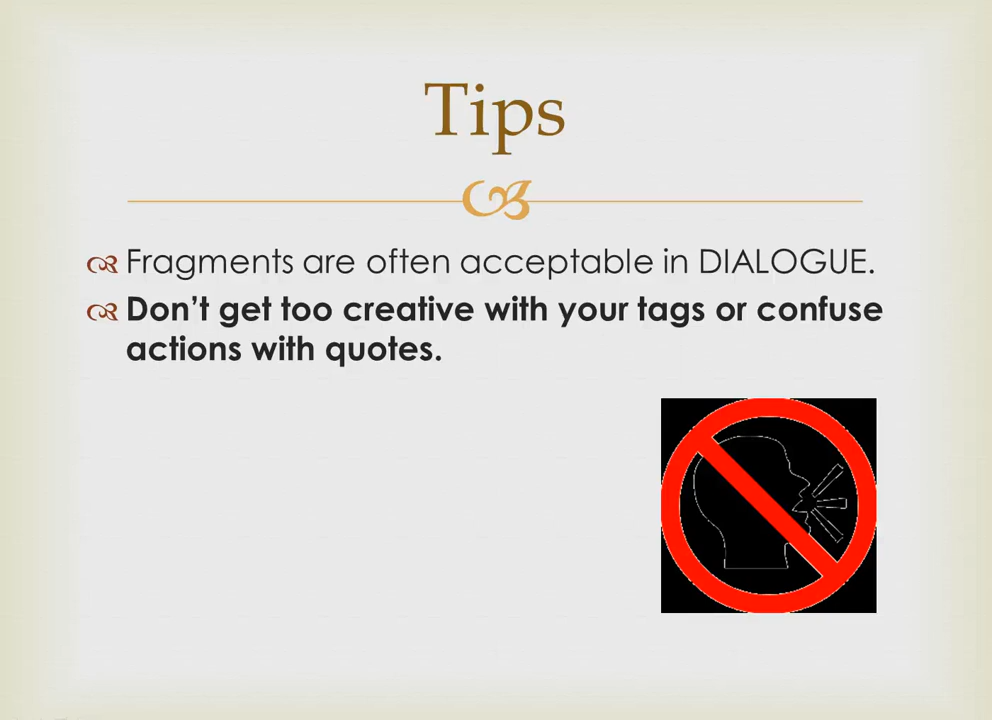 Tips
Fragments are often acceptable in DIALOGUE.
Don’t get too creative with your tags or confuse
actions with quotes.